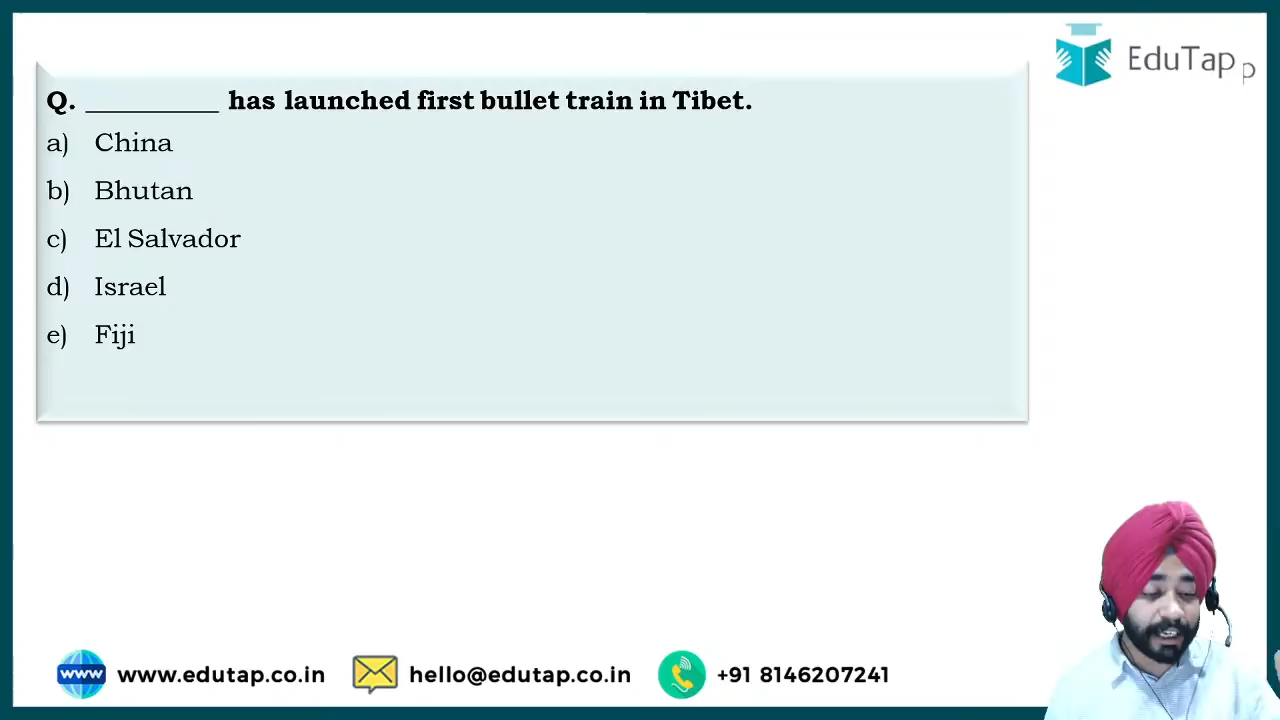 EduTap
p
Q. __________ has launched first bullet train in Tibet.
a) China
b) Bhutan
c) El Salvador
d) Israel
e) Fiji
www www.edutap.co.in hello@edutap.co.in +91 8146207241